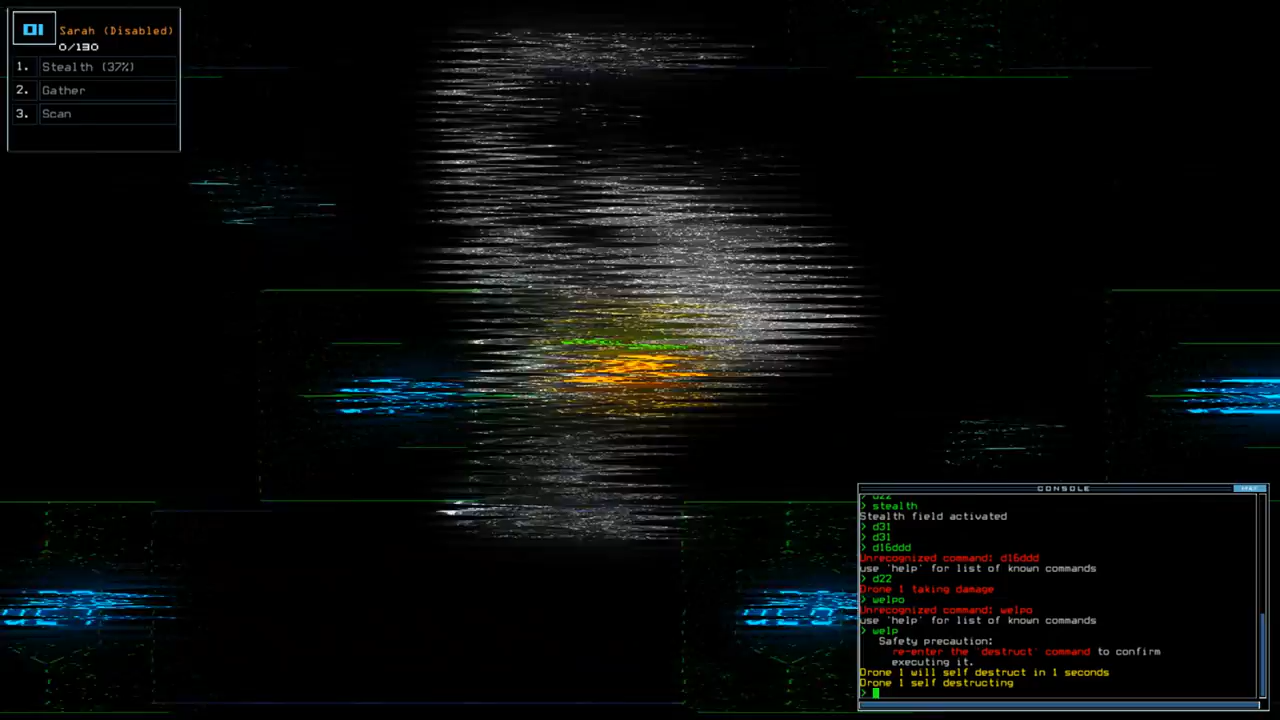 01
Sarah (Disabled)
0/130
1. Stealth (37%)
2. Gather
3. Scan
CONSOLE
> d22
> stealth
Stealth field activated
> d31
> d31
> d16ddd
Unrecognized command: d16ddd
use 'help' for list of known commands
> d22
Drone 1 taking damage
> welpo
Unrecognized command: welpo
use 'help' for list of known commands
> welp
Safety precaution:
re-enter the 'destruct' command to confirm
executing it.
Drone 1 will self destruct in 1 seconds
Drone 1 self destructing
>